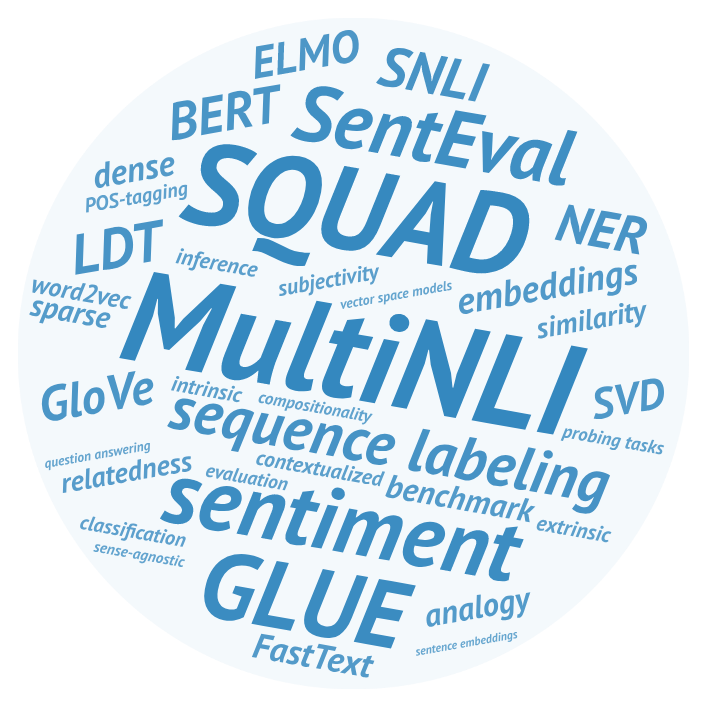 ELMO
SNLI
BERT
SentEval
dense
POS-tagging
SQUAD
NER
LDT
inference
subjectivity
vector space models
embeddings
similarity
word2vec
sparse
MultiNLI
GloVe
intrinsic
compositionality
SVD
sequence labeling
probing tasks
question answering
relatedness
evaluation
contextualized
benchmark
extrinsic
sentiment
classification
sense-agnostic
GLUE
analogy
FastText
sentence embeddings